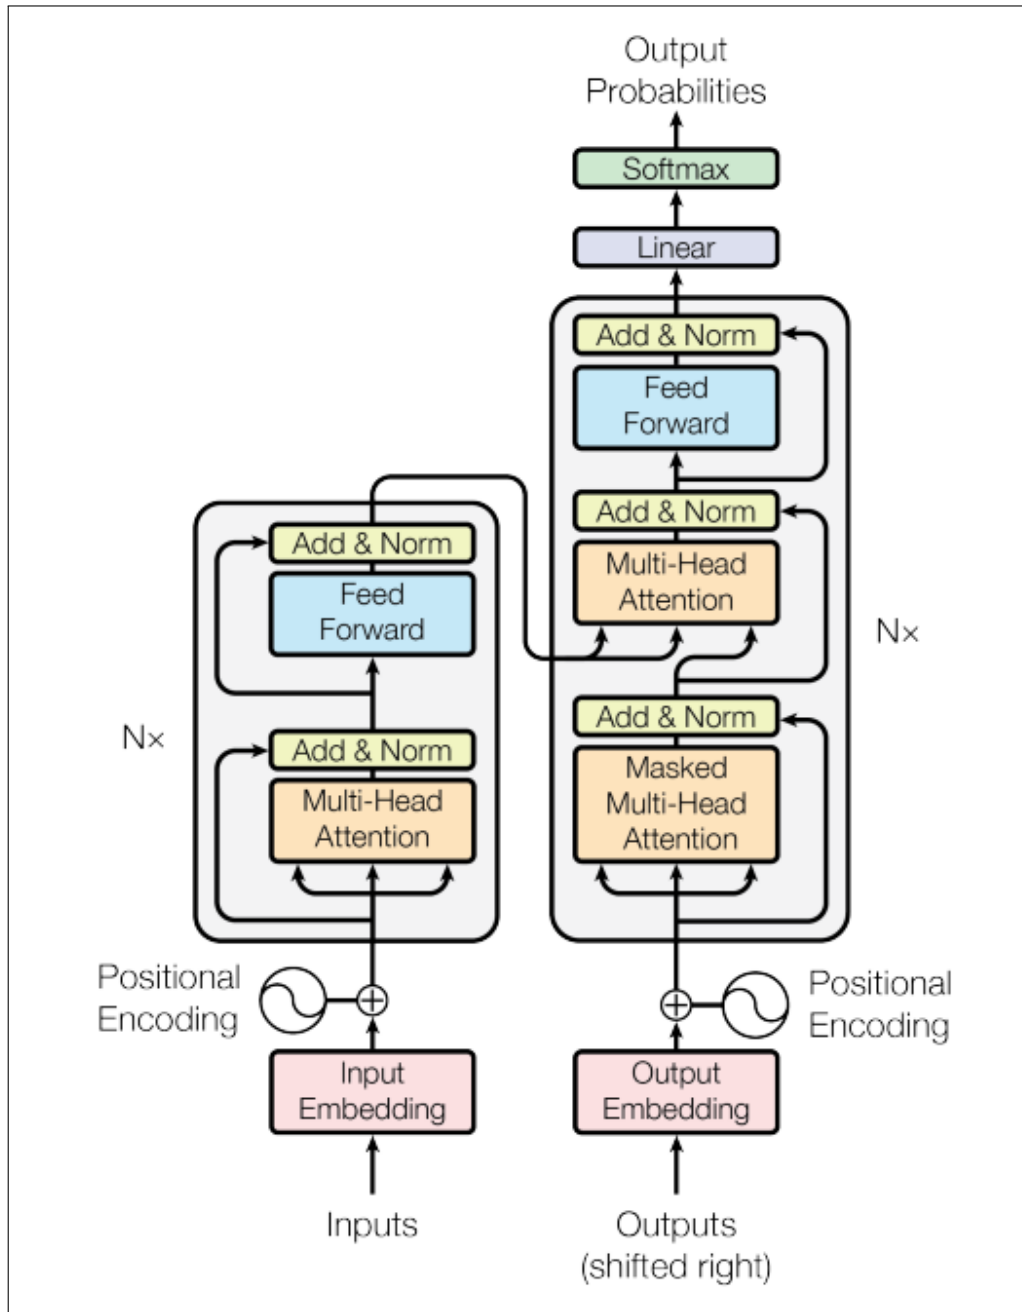 Output
Probabilities
Softmax
Linear
Add & Norm
Feed
Forward
Add & Norm
Multi-Head
Attention
Nx
Add & Norm
Masked
Multi-Head
Attention
Add & Norm
Feed
Forward
Nx
Add & Norm
Multi-Head
Attention
Positional
Encoding
Positional
Encoding
Input
Embedding
Output
Embedding
Inputs
Outputs
(shifted right)